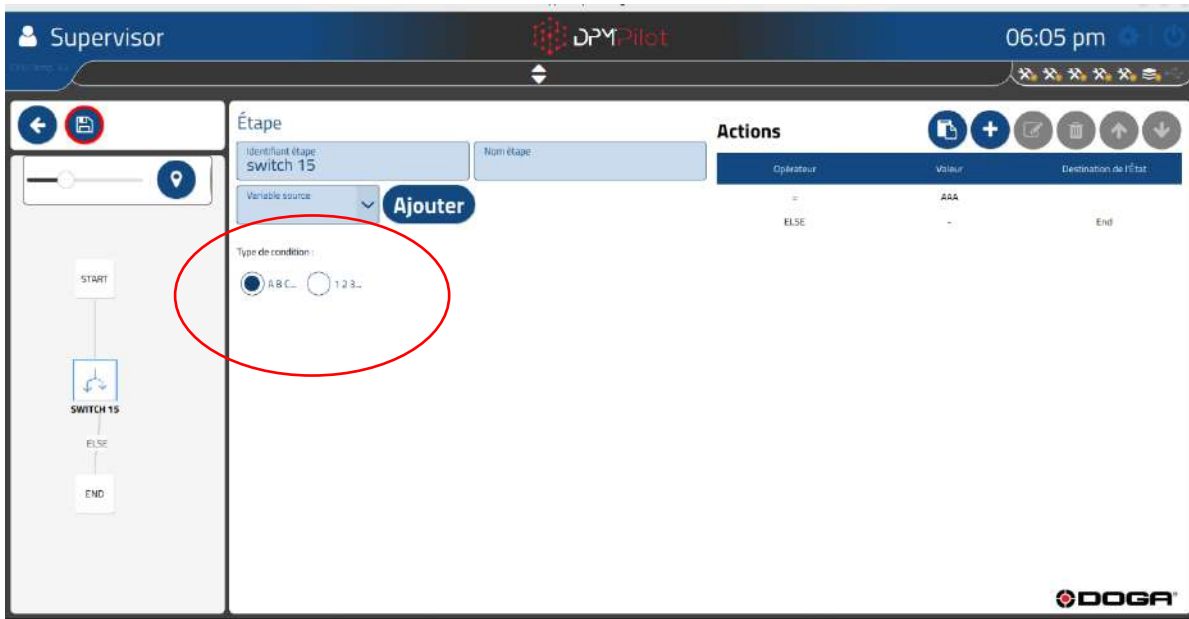 Supervisor
DPMPilot
06:05 pm
Étape
Identifiant étape
switch 15
Nom étape
Variable source
Ajouter
Type de condition :
A B C...
1 2 3...
Actions
Opérateur Valeur Destination de l'État
= AAA
ELSE - End
START
SWITCH 15
ELSE
END
DOGA